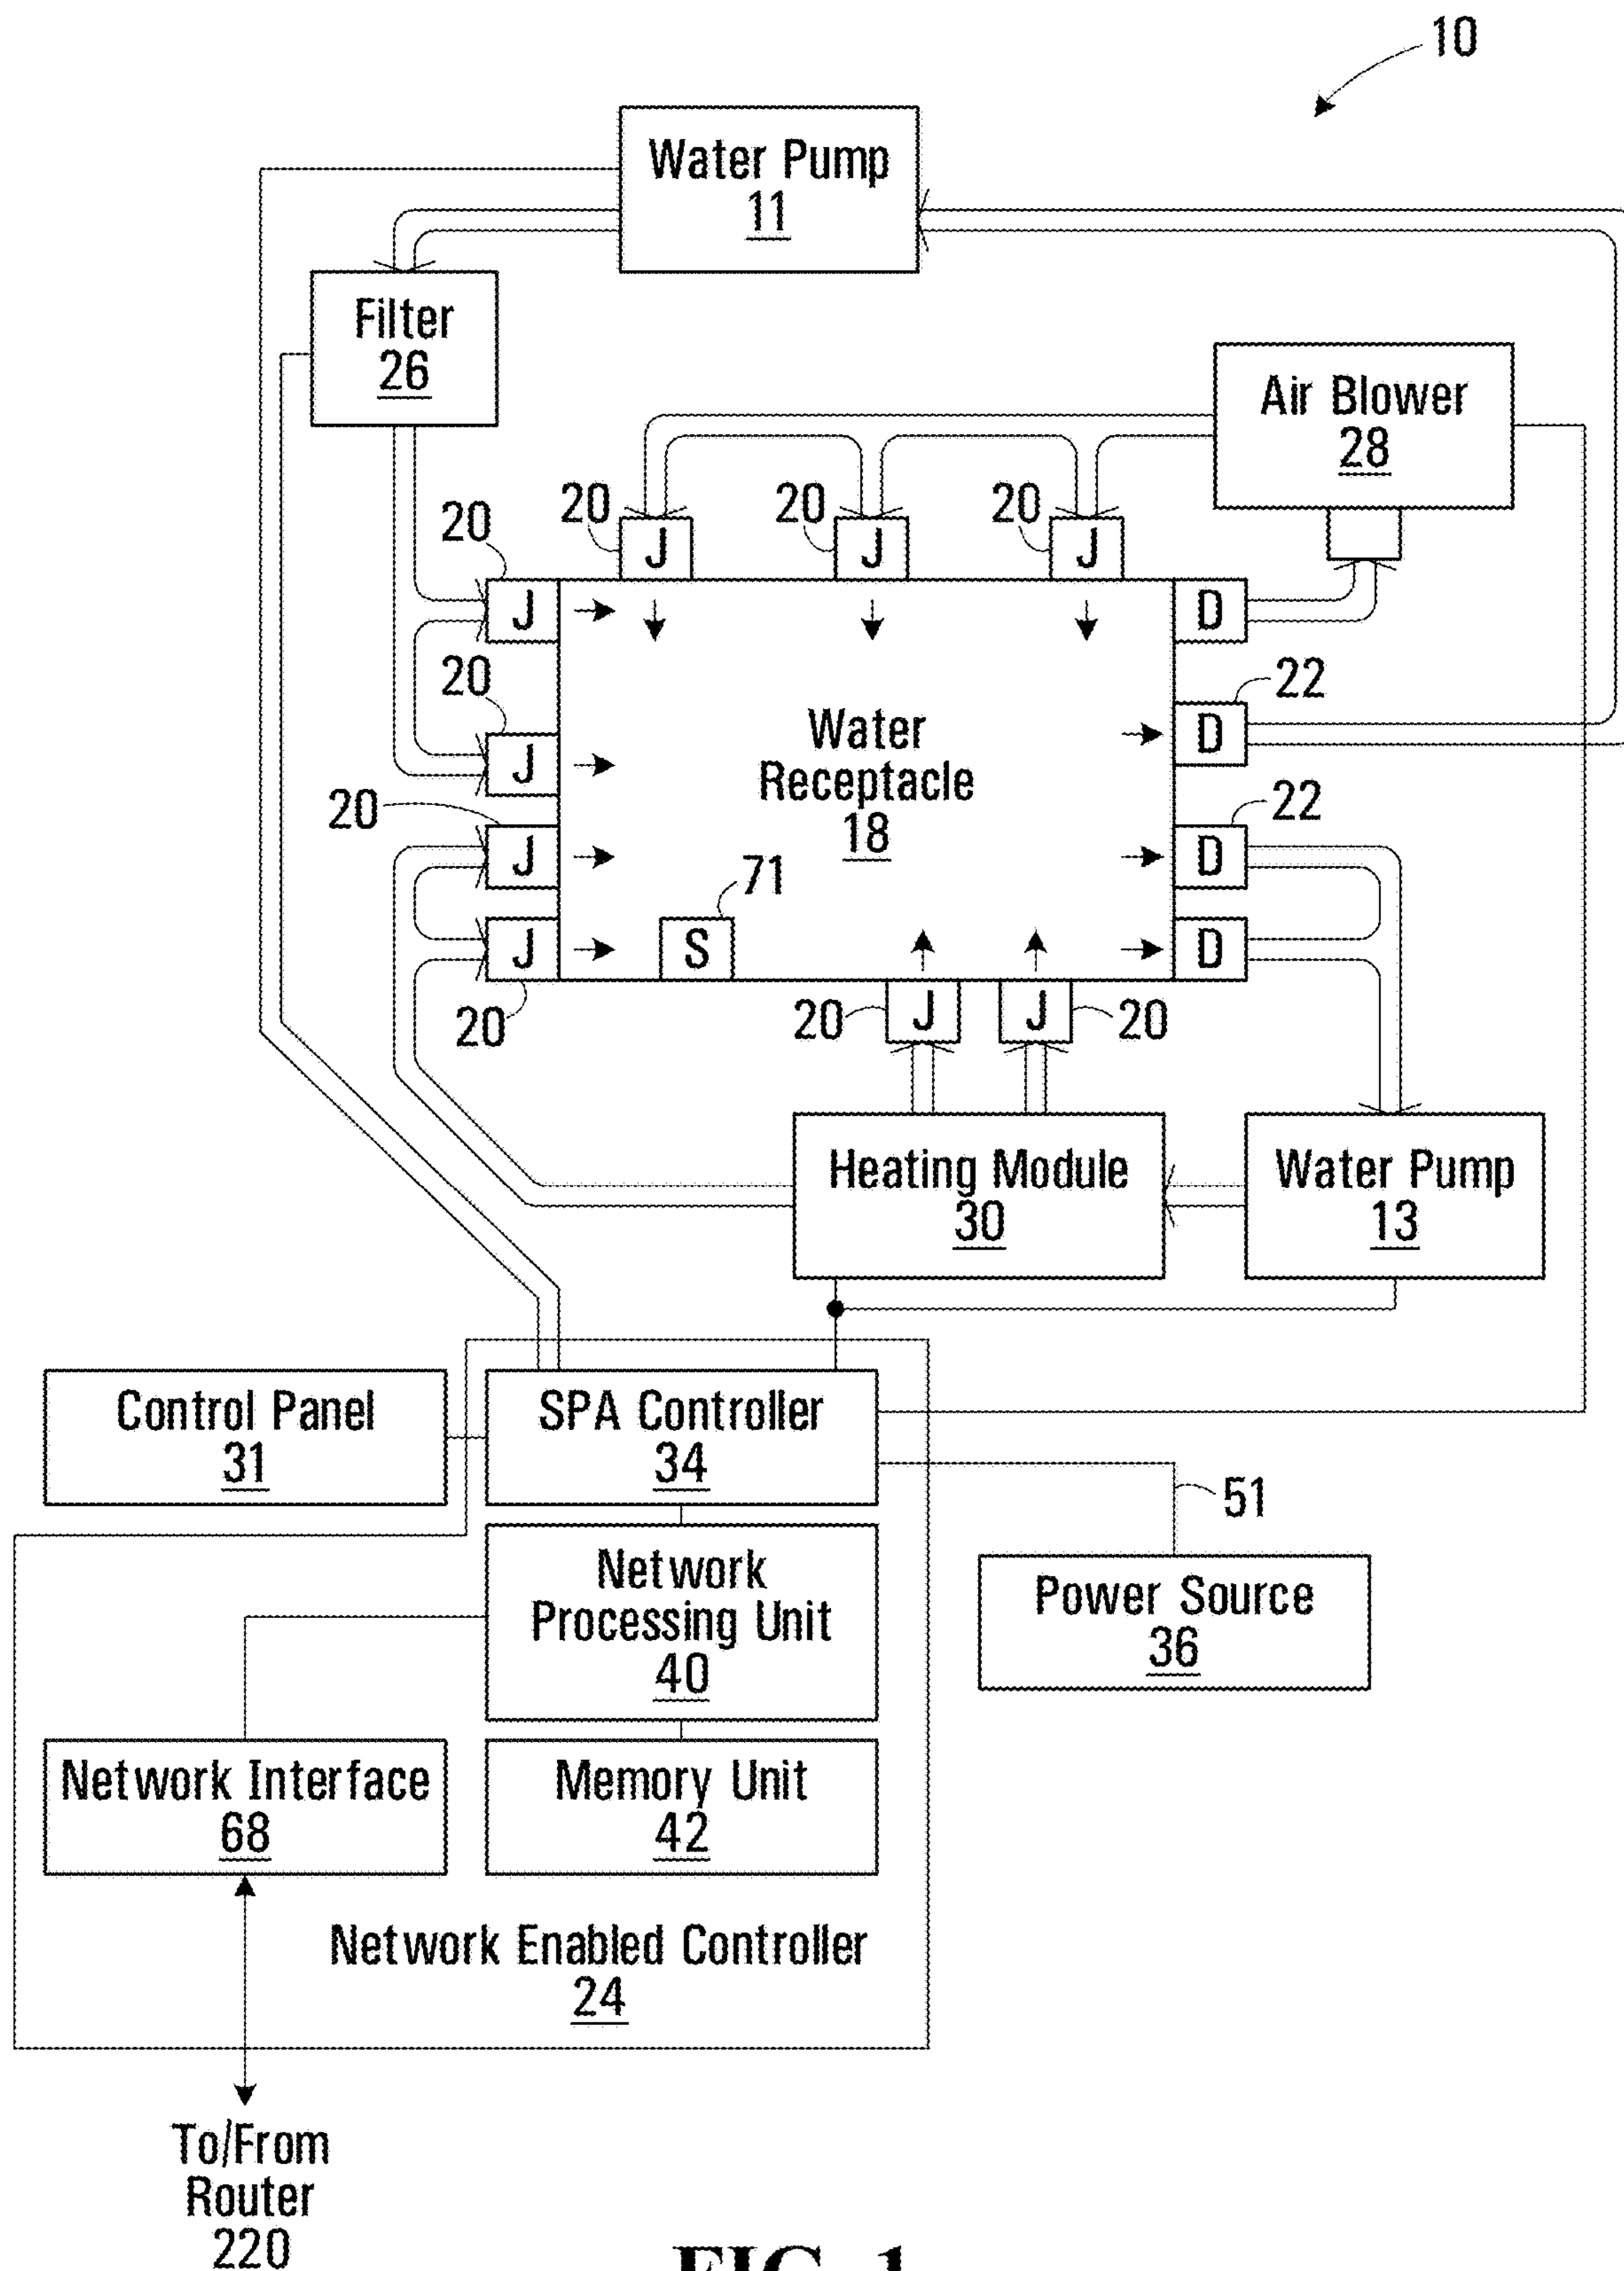 10
Water Pump
11
Filter
26
Air Blower
28
20
20
20
20
J
J
J
J
D
20
22
J
Water
Receptacle
18
D
20
22
J
D
71
J
S
D
20
20
J
J
20
Heating Module
30
Water Pump
13
Control Panel
31
SPA Controller
34
51
Network
Processing Unit
40
Power Source
36
Network Interface
68
Memory Unit
42
Network Enabled Controller
24
To/From
Router
220
FIG. 1